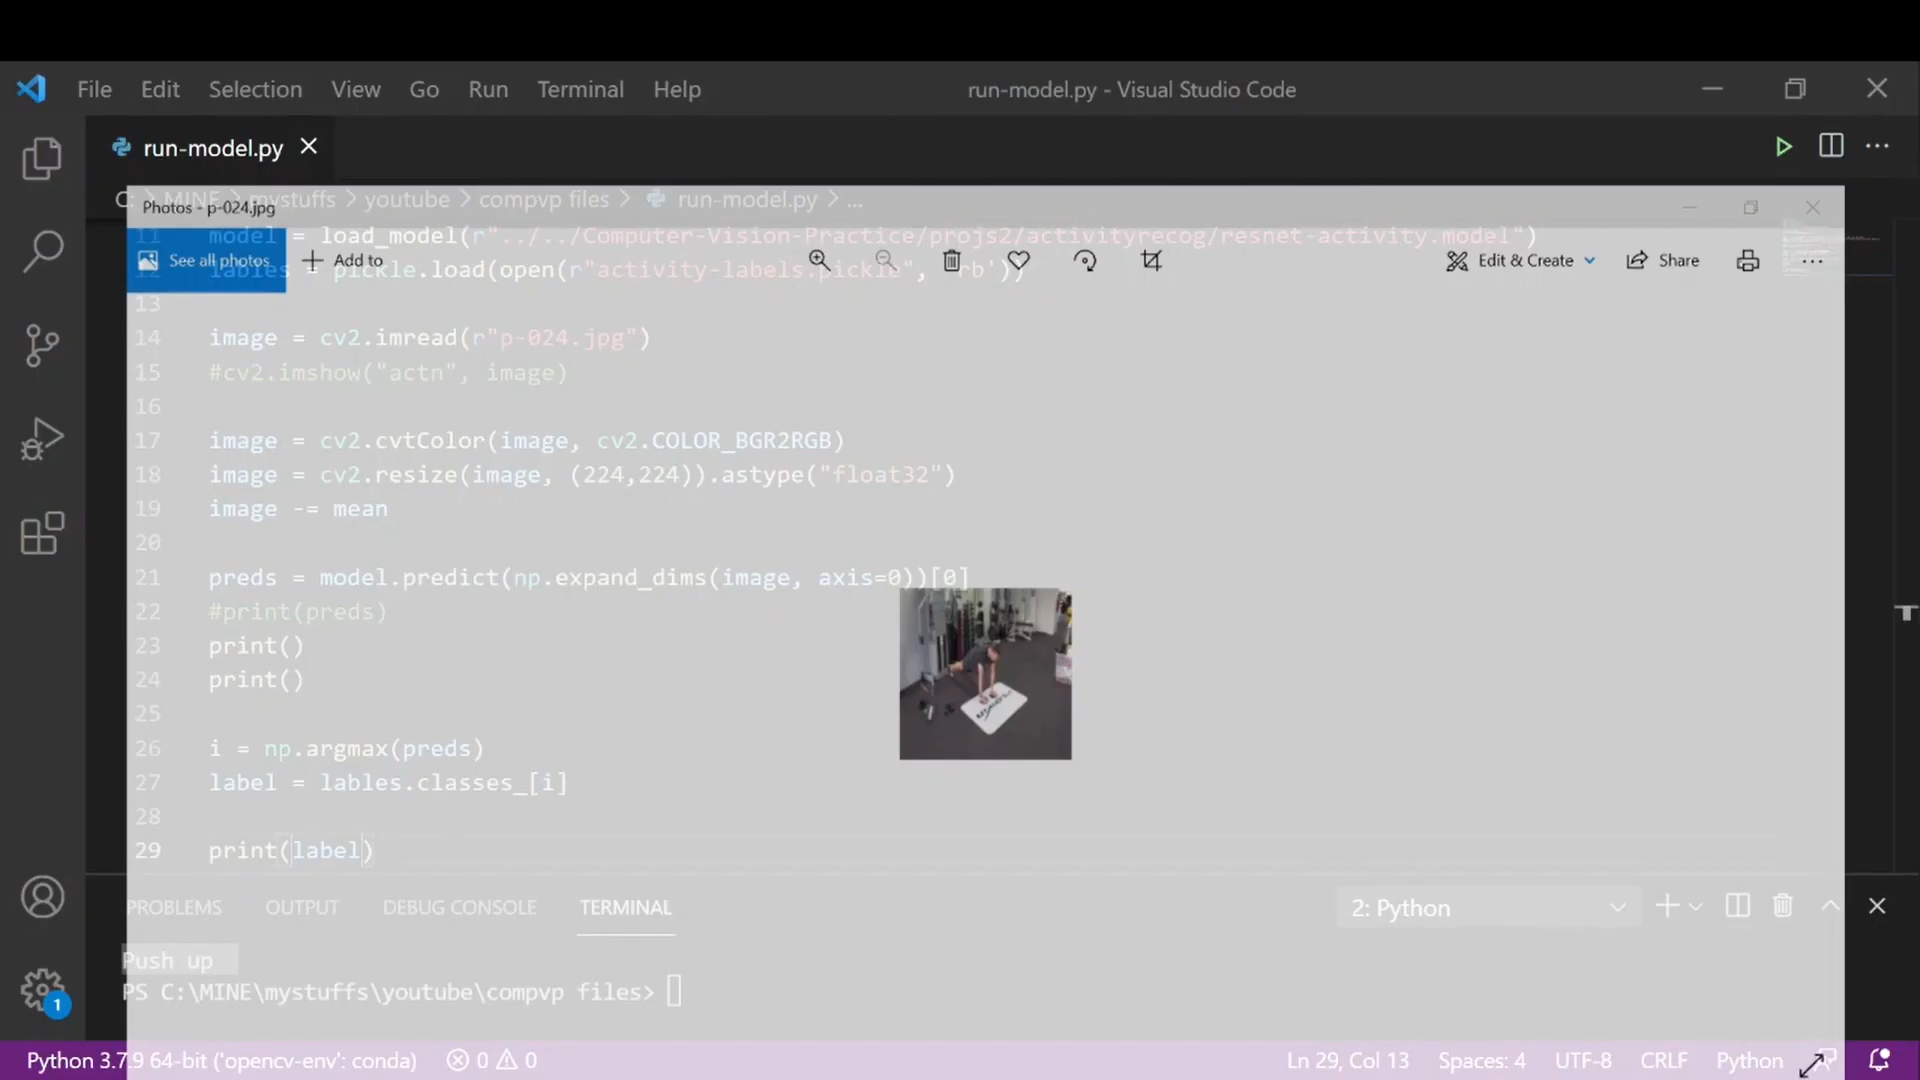 File Edit Selection View Go Run Terminal Help run-model.py - Visual Studio Code
run-model.py
C: > MINE > mystuffs > youtube > compvp files > run-model.py > ...
Photos - p-024.jpg
See all photos Add to Edit & Create Share
11 model = load_model(r"../../Computer-Vision-Practice/projs2/activityrecog/resnet-activity.model")
lables = pickle.load(open(r"activity-labels.pickle", 'rb'))
13
14 image = cv2.imread(r"p-024.jpg")
15 #cv2.imshow("actn", image)
16
17 image = cv2.cvtColor(image, cv2.COLOR_BGR2RGB)
18 image = cv2.resize(image, (224,224)).astype("float32")
19 image -= mean
20
21 preds = model.predict(np.expand_dims(image, axis=0))[0]
22 #print(preds)
23 print()
24 print()
25
26 i = np.argmax(preds)
27 label = lables.classes_[i]
28
29 print(label)
PROBLEMS OUTPUT DEBUG CONSOLE TERMINAL 2: Python
Push up
PS C:\MINE\mystuffs\youtube\compvp files>
1
Python 3.7.9 64-bit ('opencv-env': conda) 0 0 Ln 29, Col 13 Spaces: 4 UTF-8 CRLF Python